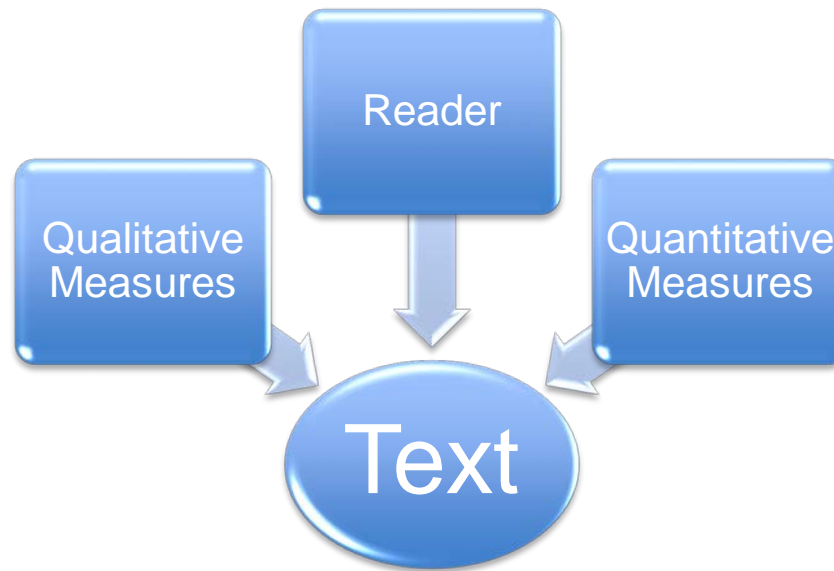 Reader
Qualitative
Measures
Quantitative
Measures
Text